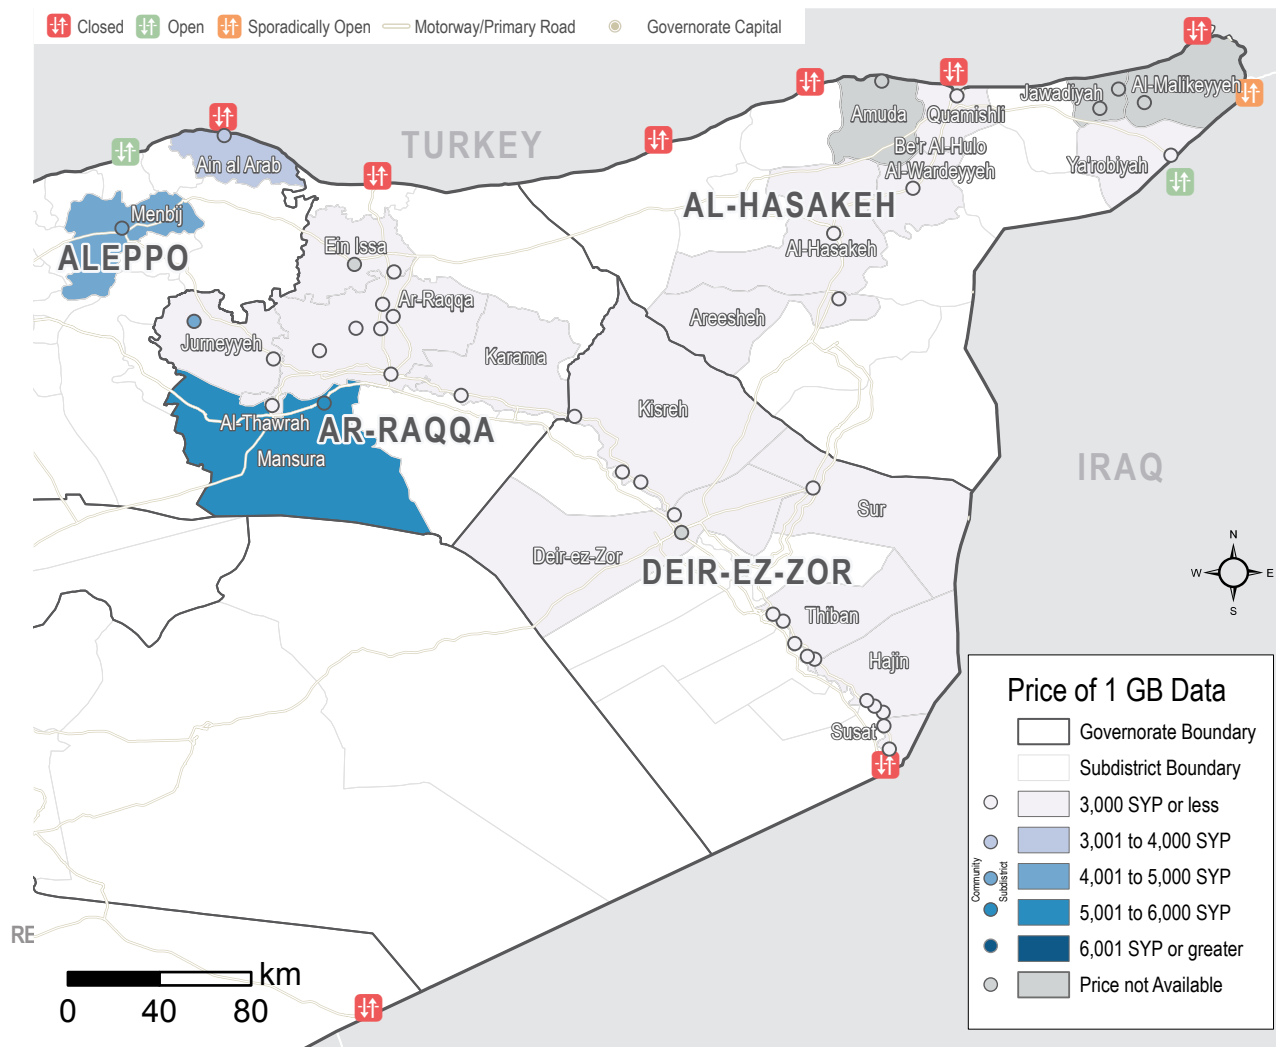 Closed
Open
Sporadically Open
Motorway/Primary Road
Governorate Capital
TURKEY
Jawadiyah
Al-Malikeyyeh
Amuda
Quamishli
Be'r Al-Hulo
Al-Wardeyyeh
Ya'robiyah
Ain al Arab
Menbij
ALEPPO
AL-HASAKEH
Ein Issa
Al-Hasakeh
Ar-Raqqa
Areesheh
Jurneyyeh
Karama
Kisreh
Al-Thawrah
AR-RAQQA
Mansura
IRAQ
Sur
Deir-ez-Zor
DEIR-EZ-ZOR
Thiban
Hajin
Susat
N
W
E
S
RE
km
0
40
80
Price of 1 GB Data
Governorate Boundary
Subdistrict Boundary
3,000 SYP or less
3,001 to 4,000 SYP
4,001 to 5,000 SYP
5,001 to 6,000 SYP
6,001 SYP or greater
Price not Available
Community
Subdistrict